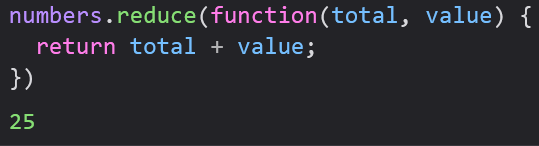 numbers.reduce(function(total, value) {
  return total + value;
})
25